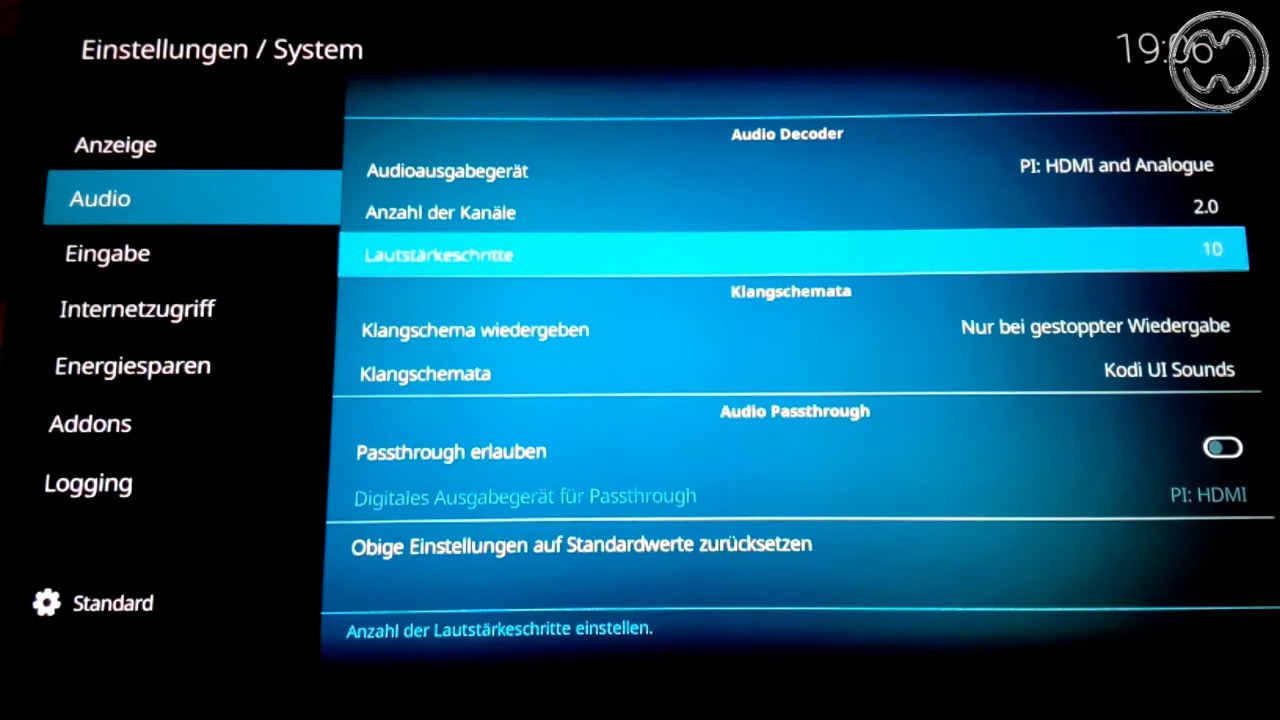 Einstellungen / System
19:06
Anzeige
Audio
Eingabe
Internetzugriff
Energiesparen
Addons
Logging
Standard
Audio Decoder
Audioausgabegerät PI: HDMI and Analogue
Anzahl der Kanäle 2.0
Lautstärkeschritte 10
Klangschemata
Klangschema wiedergeben Nur bei gestoppter Wiedergabe
Klangschemata Kodi UI Sounds
Audio Passthrough
Passthrough erlauben
Digitales Ausgabegerät für Passthrough PI: HDMI
Obige Einstellungen auf Standardwerte zurücksetzen
Anzahl der Lautstärkeschritte einstellen.